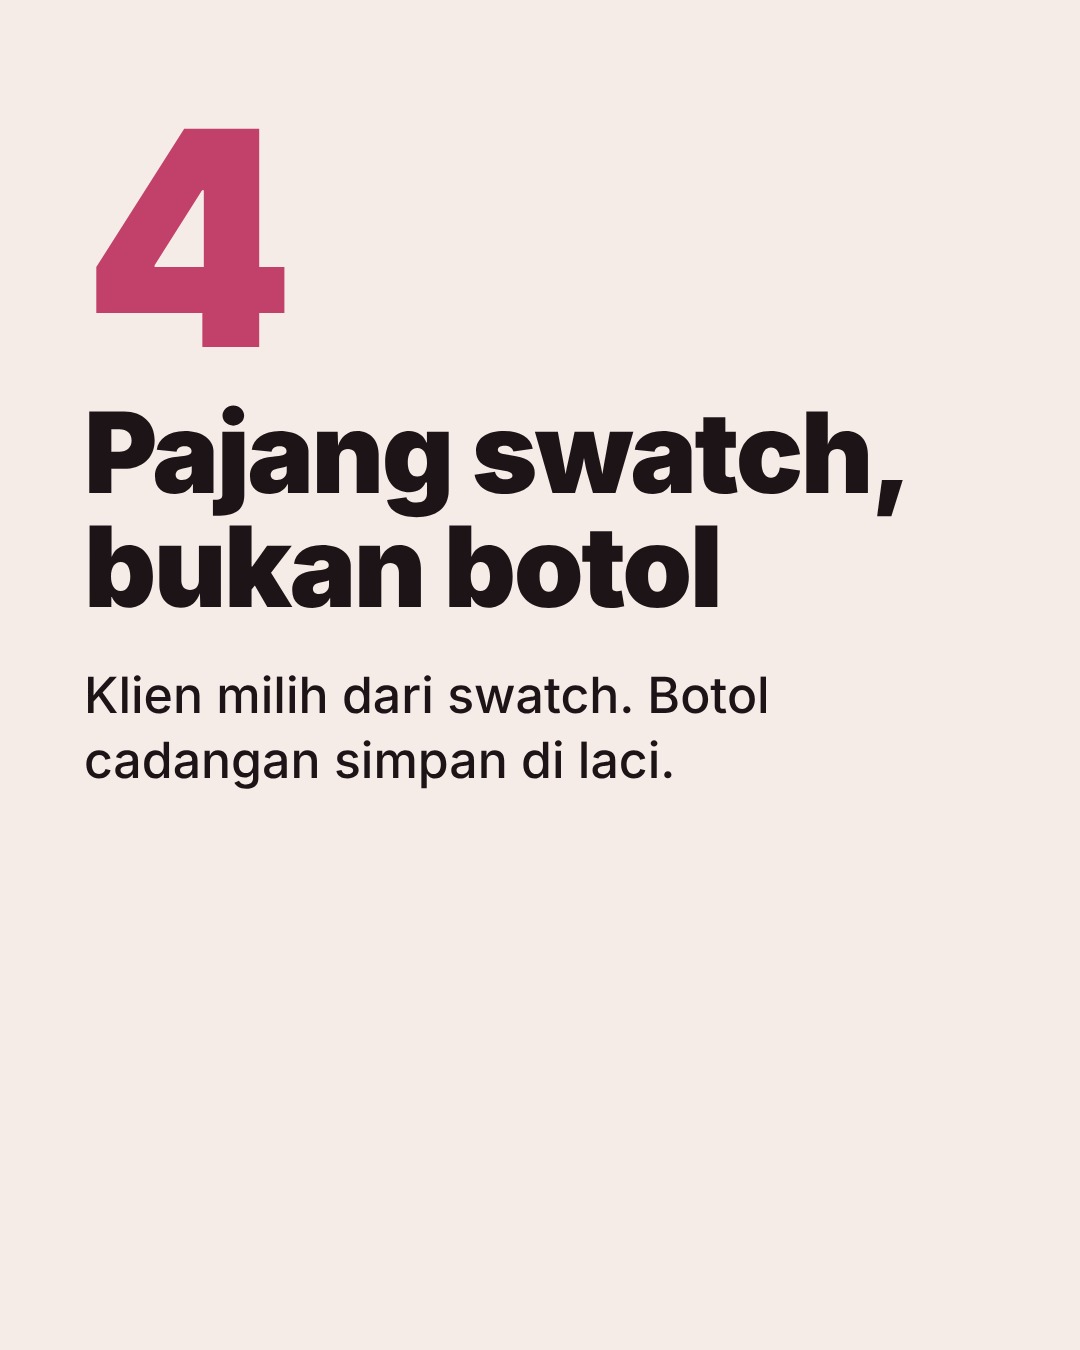 4
Pajang swatch,
bukan botol
Klien milih dari swatch. Botol
cadangan simpan di laci.